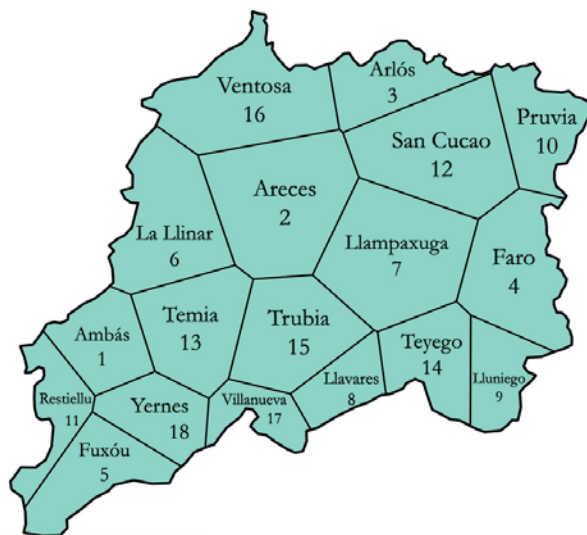 Arlós
3
Ventosa
16
Pruvia
10
San Cucao
12
Areces
2
La Llinar
6
Llampaxuga
7
Faro
4
Temia
13
Trubia
15
Ambás
1
Teyego
14
Llavares
8
Lluniego
9
Restiellu
11
Yernes
18
Villanueva
17
Fuxóu
5